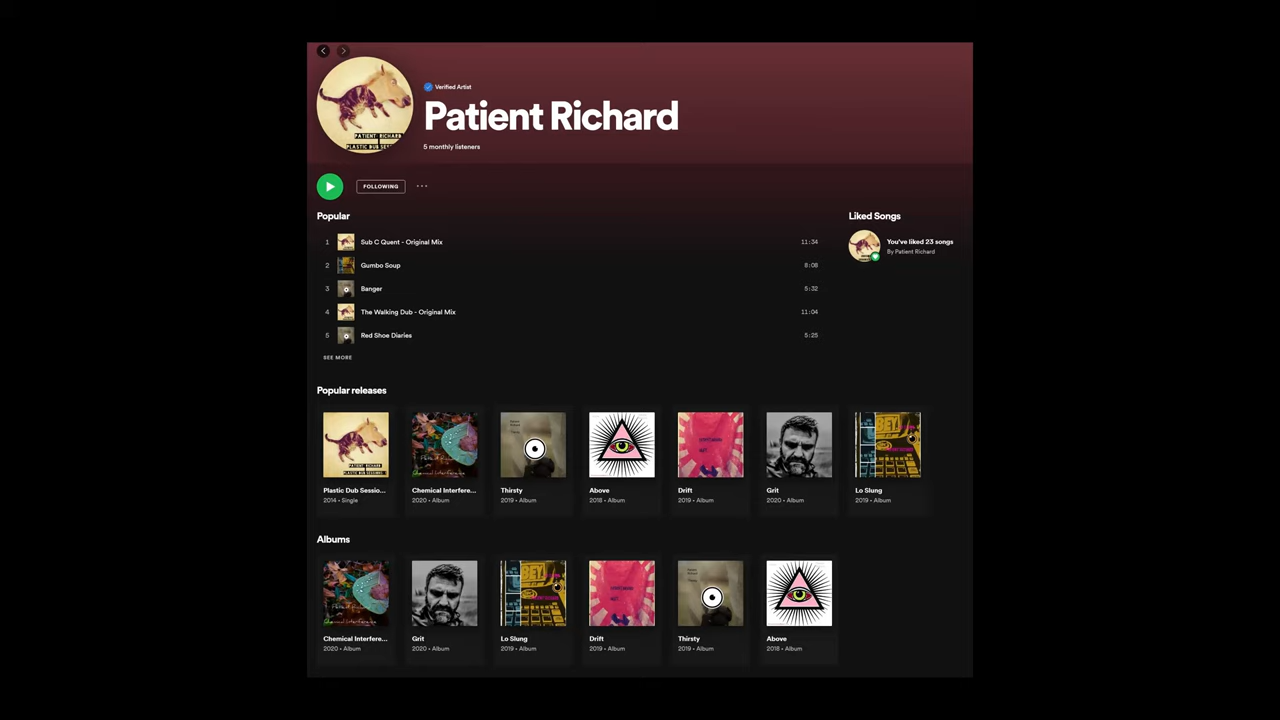 Verified Artist
Patient Richard
5 monthly listeners
PATIENT RICHARD
FOLLOWING
Popular
Liked Songs
1 Sub C Quent - Original Mix 11:34
You've liked 23 songs
By Patient Richard
2 Gumbo Soup 8:08
3 Banger 5:32
4 The Walking Dub - Original Mix 11:04
5 Red Shoe Diaries 5:25
SEE MORE
Popular releases
PATIENT RICHARD
Plastic Dub Sessio...
2014 • Single
Chemical Interfere...
2020 • Album
Thirsty
2019 • Album
Above
2018 • Album
Drift
2019 • Album
Grit
2020 • Album
Lo Slung
2019 • Album
Albums
Chemical Interfere...
2020 • Album
Grit
2020 • Album
Lo Slung
2019 • Album
Drift
2019 • Album
Thirsty
2019 • Album
Above
2018 • Album